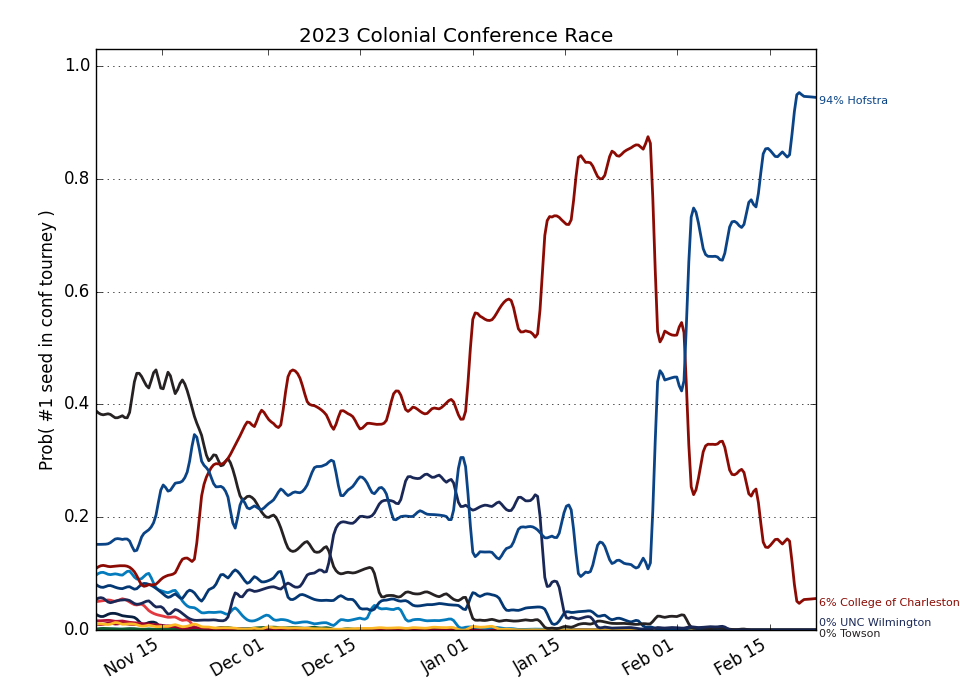 2023 Colonial Conference Race
1.0
0.8
0.6
0.4
0.2
0.0
Prob( #1 seed in conf tourney )
94% Hofstra
6% College of Charleston
0% UNC Wilmington
0% Towson
Nov 15
Dec 01
Dec 15
Jan 01
Jan 15
Feb 01
Feb 15